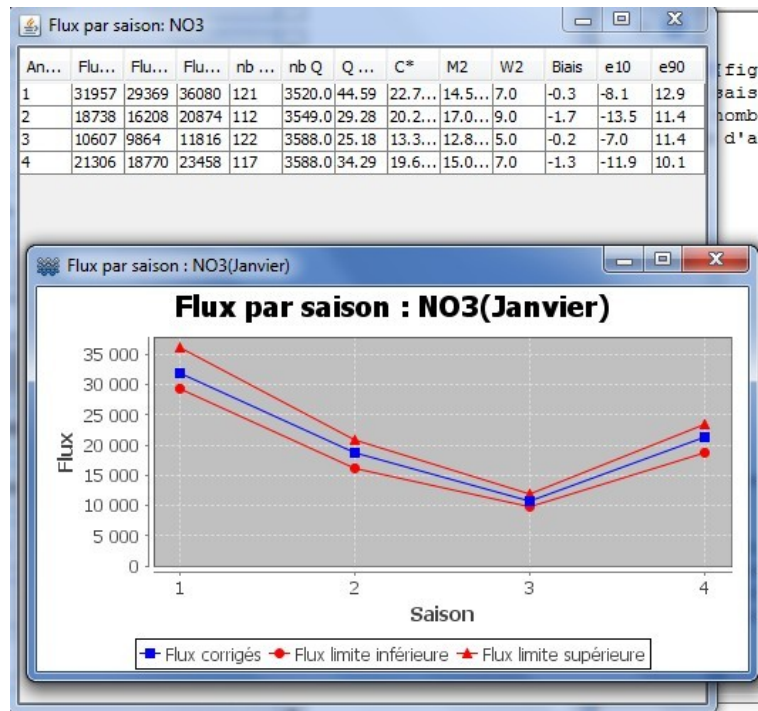 Flux par saison: NO3
An... Flu... Flu... Flu... nb ... nb Q Q ... C* M2 W2 Biais e10 e90
1 31957 29369 36080 121 3520.0 44.59 22.7... 14.5... 7.0 -0.3 -8.1 12.9
2 18738 16208 20874 112 3549.0 29.28 20.2... 17.0... 9.0 -1.7 -13.5 11.4
3 10607 9864 11816 122 3588.0 25.18 13.3... 12.8... 5.0 -0.2 -7.0 11.4
4 21306 18770 23458 117 3588.0 34.29 19.6... 15.0... 7.0 -1.3 -11.9 10.1
[fig
sais
nomb
d'a
Flux par saison : NO3(Janvier)
Flux par saison : NO3(Janvier)
Flux
35 000
30 000
25 000
20 000
15 000
10 000
5 000
0
1 2 3 4
Saison
Flux corrigés Flux limite inférieure Flux limite supérieure